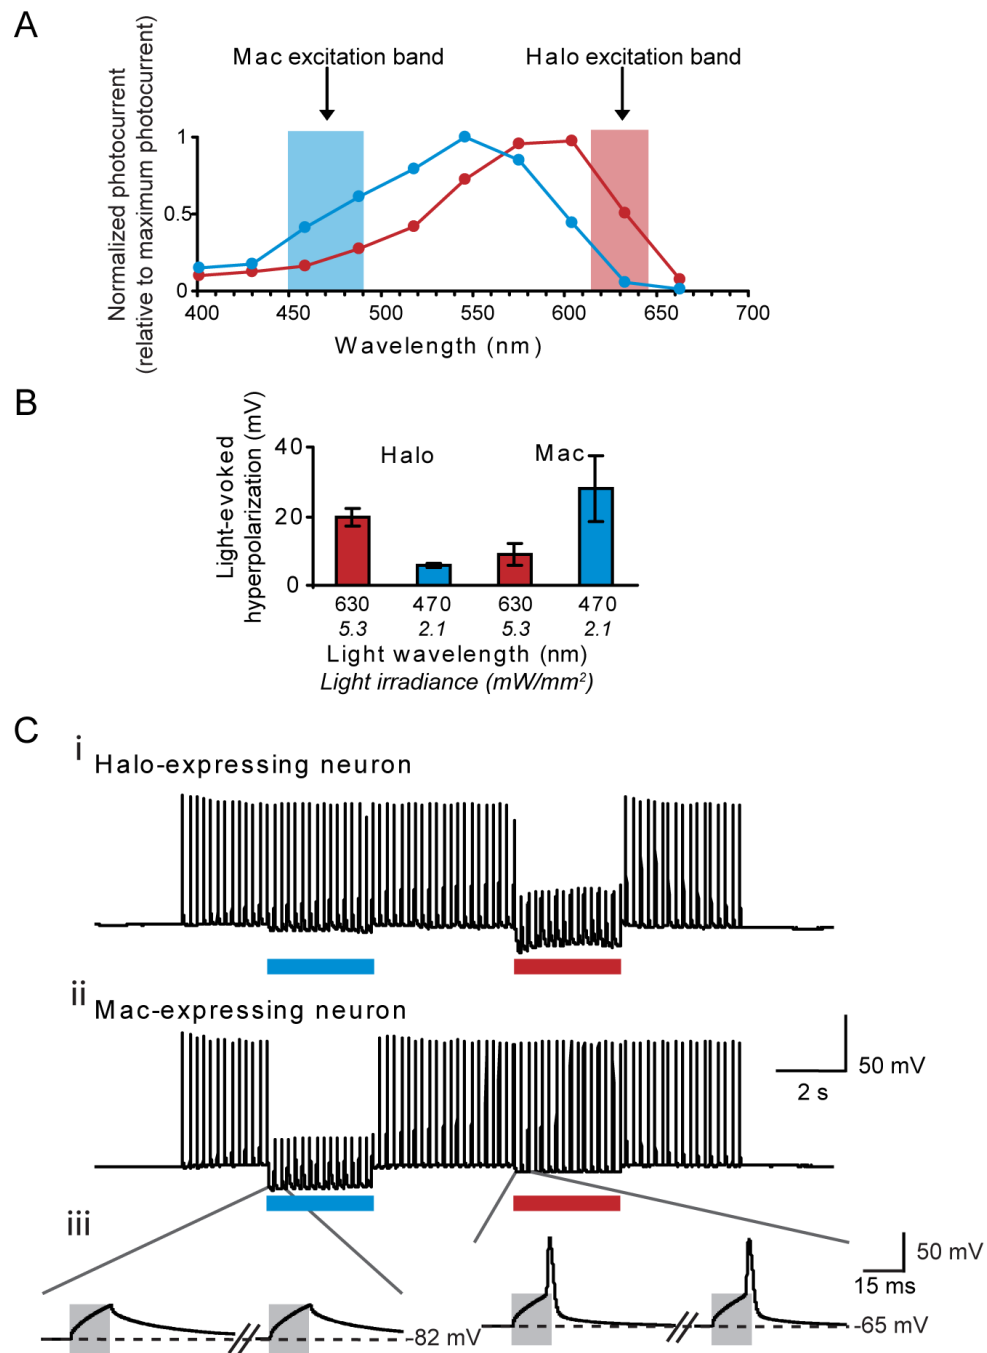 A
Mac excitation band
Halo excitation band
Normalized photocurrent
(relative to maximum photocurrent)
1
0.5
0
400 450 500 550 600 650 700
Wavelength (nm)
B
Light-evoked
hyperpolarization (mV)
40
20
0
Halo
Mac
630 470 630 470
5.3 2.1 5.3 2.1
Light wavelength (nm)
Light irradiance (mW/mm²)
C
i
Halo-expressing neuron
ii
Mac-expressing neuron
50 mV
2 s
iii
50 mV
15 ms
-82 mV
-65 mV